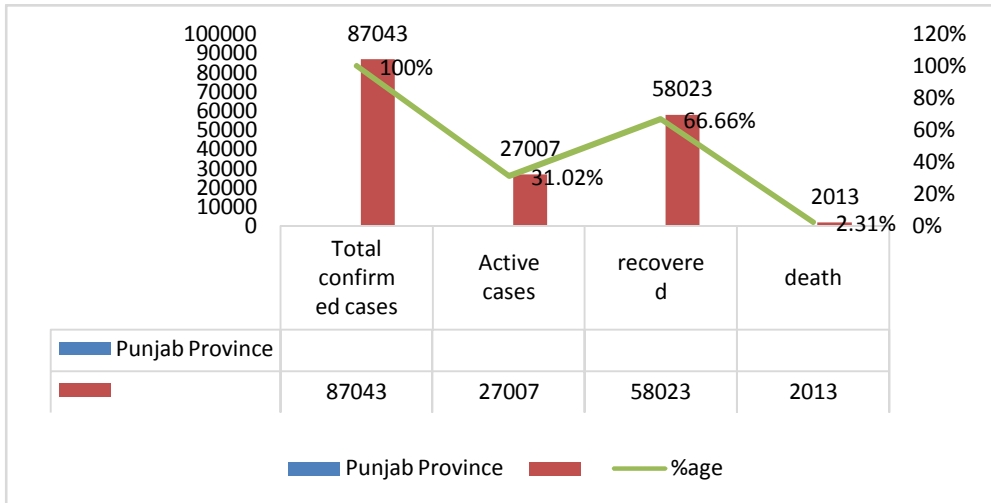 100000
90000
80000
70000
60000
50000
40000
30000
20000
10000
0
120%
100%
80%
60%
40%
20%
0%
87043
27007
58023
2013
100%
31.02%
66.66%
2.31%
Total
confirm
ed cases
Active
cases
recovere
d
death
Punjab Province
87043 27007 58023 2013
Punjab Province %age